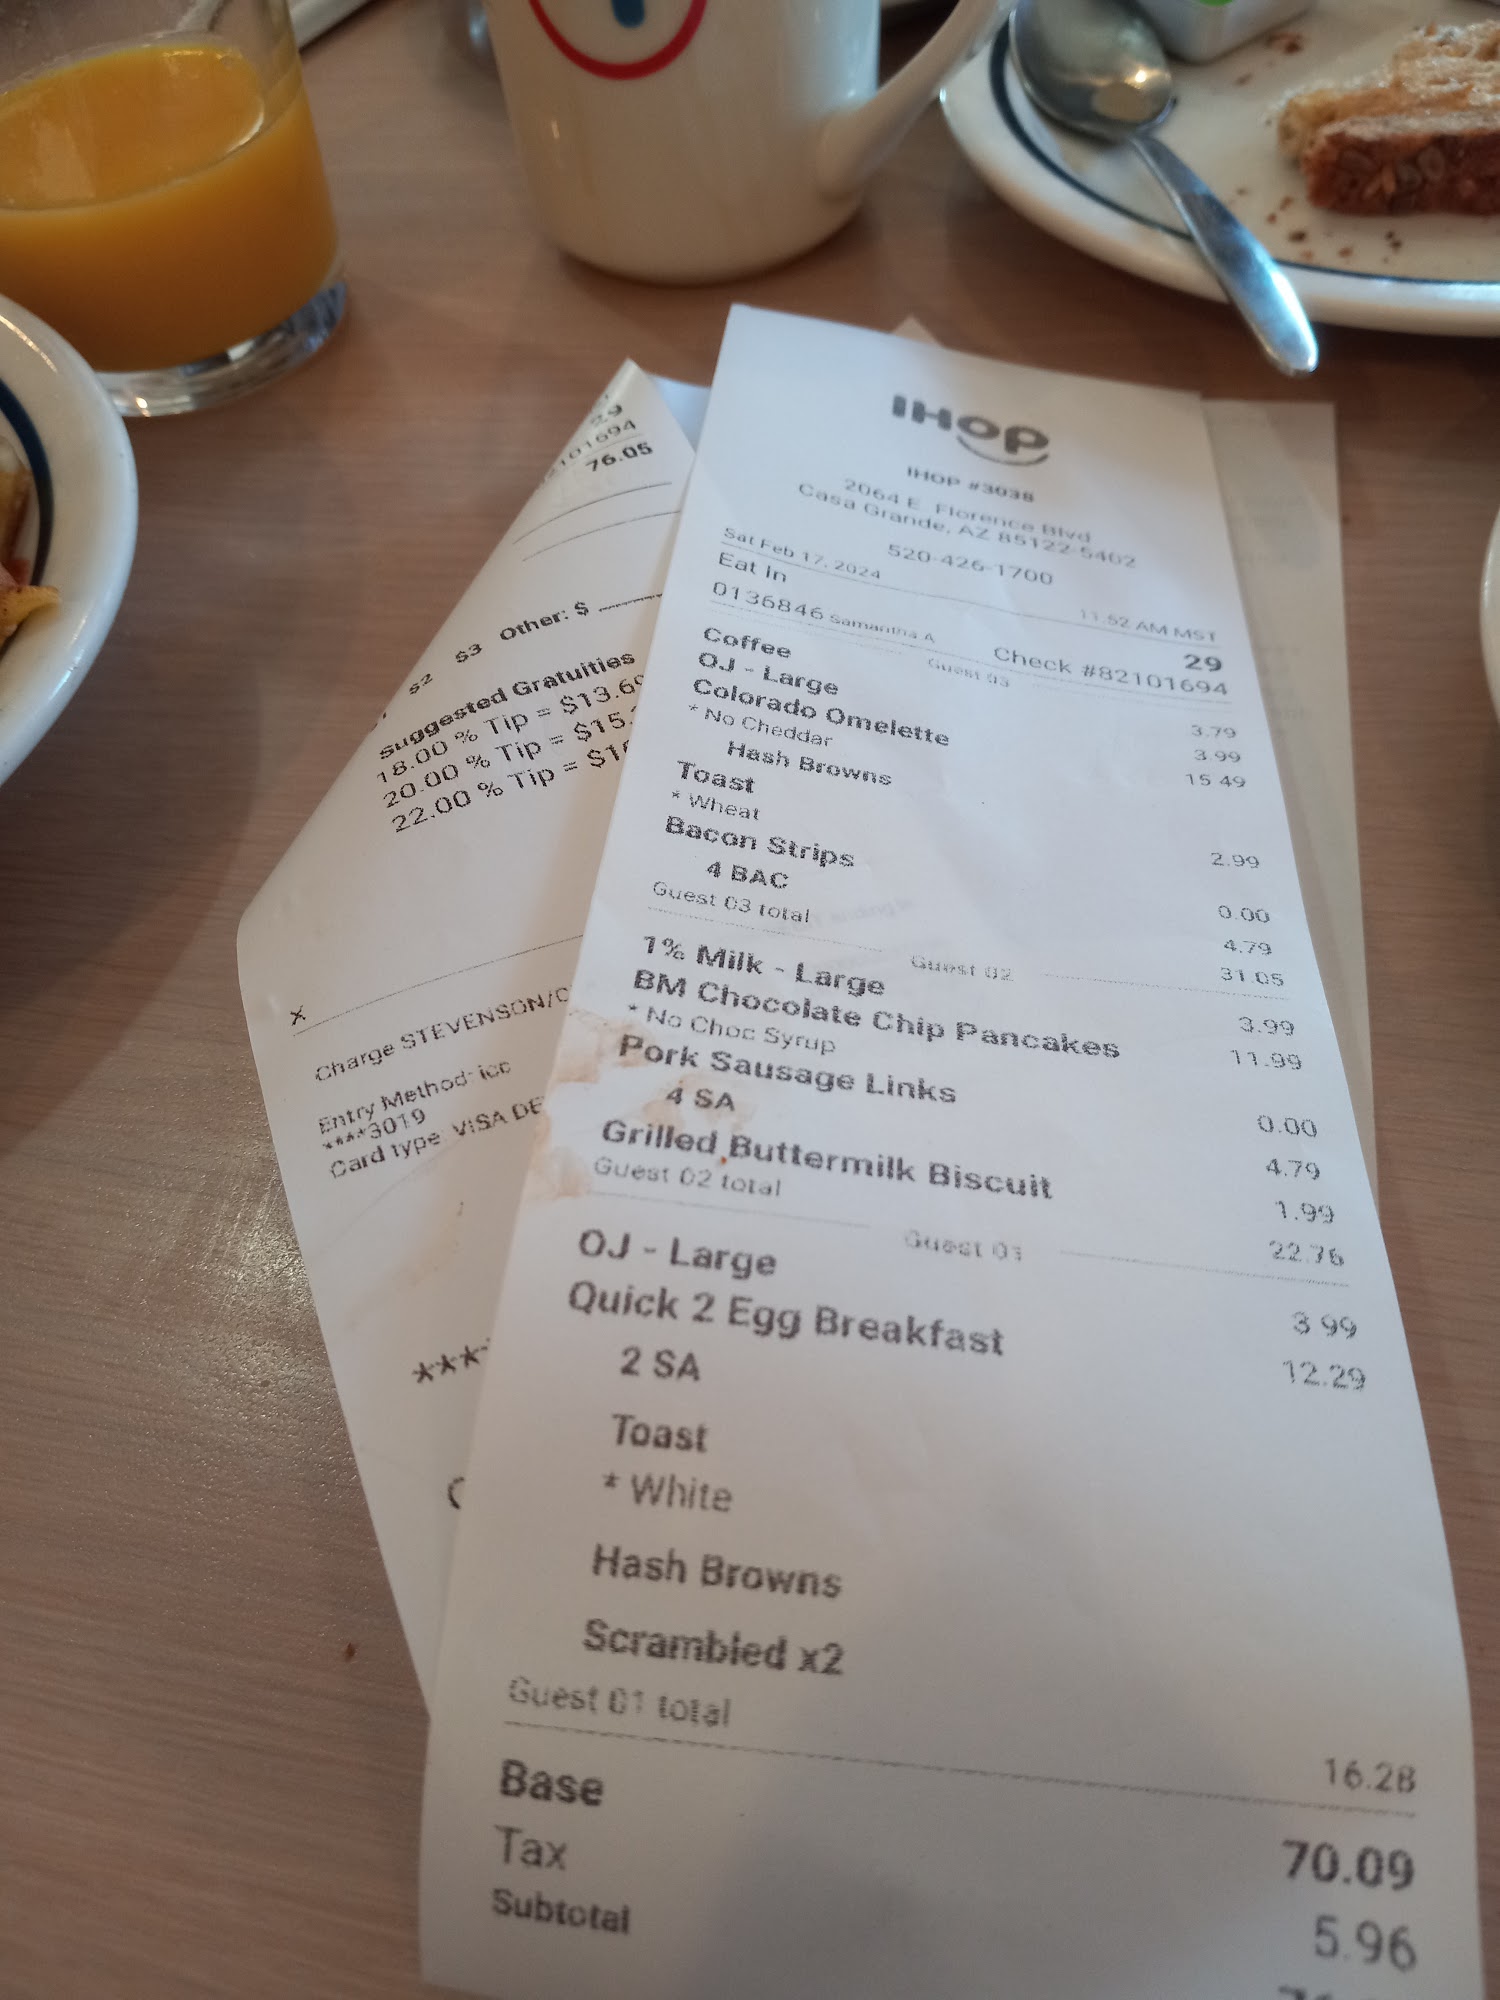 IHOP
IHOP #3038
2064 E. Florence Blvd
Casa Grande, AZ 85122-5462
520-426-1700
Sat Feb 17, 2024 11:52 AM MST
Eat In 29
0136846 Samantha A Check #82101694
Guest 03
Coffee 3.79
OJ - Large 3.99
Colorado Omelette 15.49
* No Cheddar
Hash Browns
Toast 2.99
* Wheat
Bacon Strips 0.00
4 BAC 4.79
Guest 03 total 31.05
Guest 02
1% Milk - Large 3.99
BM Chocolate Chip Pancakes 11.99
* No Choc Syrup
Pork Sausage Links 0.00
4 SA 4.79
Grilled Buttermilk Biscuit 1.99
Guest 02 total 22.76
Guest 01
OJ - Large 3.99
Quick 2 Egg Breakfast 12.29
2 SA
Toast
* White
Hash Browns
Scrambled x2
Guest 01 total 16.28
Base 70.09
Tax 5.96
Subtotal
29
2101694
76.05
$2 $3 Other: $
Suggested Gratuities
18.00 % Tip = $13.69
20.00 % Tip = $15.
22.00 % Tip = $16
x
Charge STEVENSON/C
Entry Method: icc
****3019
Card type: VISA DE
***